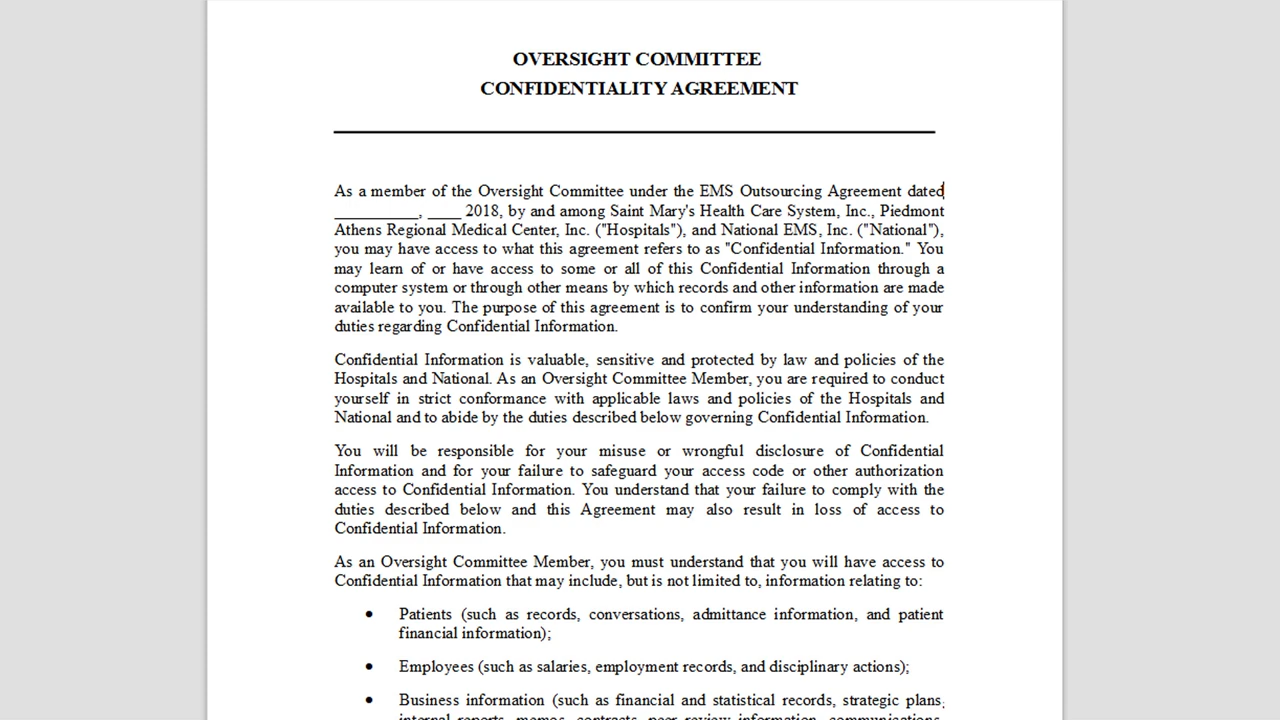 OVERSIGHT COMMITTEE
CONFIDENTIALITY AGREEMENT
As a member of the Oversight Committee under the EMS Outsourcing Agreement dated
__________, ____ 2018, by and among Saint Mary's Health Care System, Inc., Piedmont
Athens Regional Medical Center, Inc. ("Hospitals"), and National EMS, Inc. ("National"),
you may have access to what this agreement refers to as "Confidential Information." You
may learn of or have access to some or all of this Confidential Information through a
computer system or through other means by which records and other information are made
available to you. The purpose of this agreement is to confirm your understanding of your
duties regarding Confidential Information.
Confidential Information is valuable, sensitive and protected by law and policies of the
Hospitals and National. As an Oversight Committee Member, you are required to conduct
yourself in strict conformance with applicable laws and policies of the Hospitals and
National and to abide by the duties described below governing Confidential Information.
You will be responsible for your misuse or wrongful disclosure of Confidential
Information and for your failure to safeguard your access code or other authorization
access to Confidential Information. You understand that your failure to comply with the
duties described below and this Agreement may also result in loss of access to
Confidential Information.
As an Oversight Committee Member, you must understand that you will have access to
Confidential Information that may include, but is not limited to, information relating to:
• Patients (such as records, conversations, admittance information, and patient
financial information);
• Employees (such as salaries, employment records, and disciplinary actions);
• Business information (such as financial and statistical records, strategic plans,
internal reports, memos, contracts, peer review information, communications,